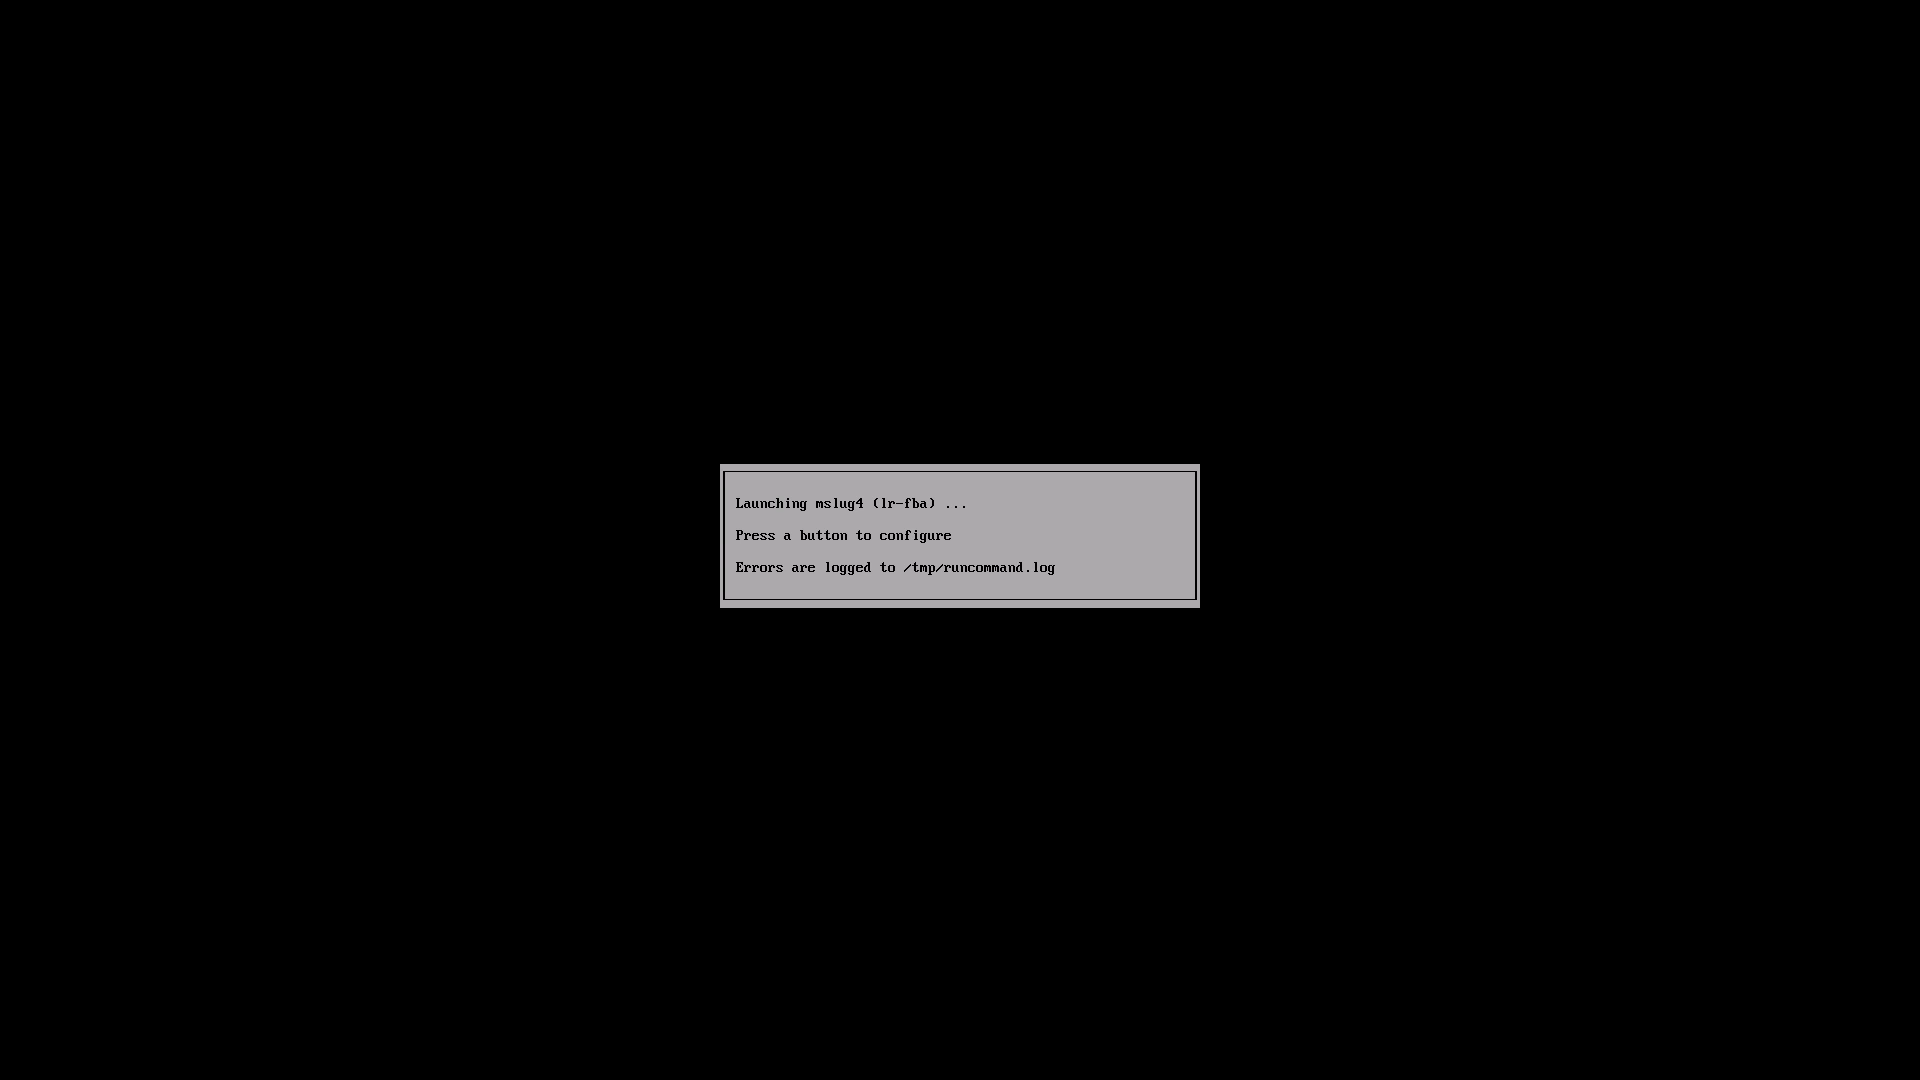 Launching mslug4 (lr-fba) ...
Press a button to configure
Errors are logged to /tmp/runcommand.log